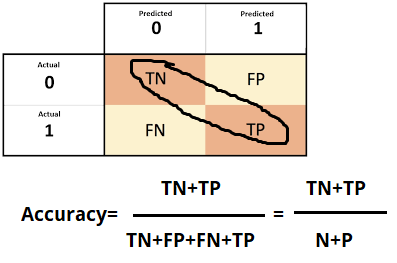 Predicted Predicted
0 1
Actual
0 TN FP
Actual
1 FN TP
TN+TP TN+TP
Accuracy= =
TN+FP+FN+TP N+P